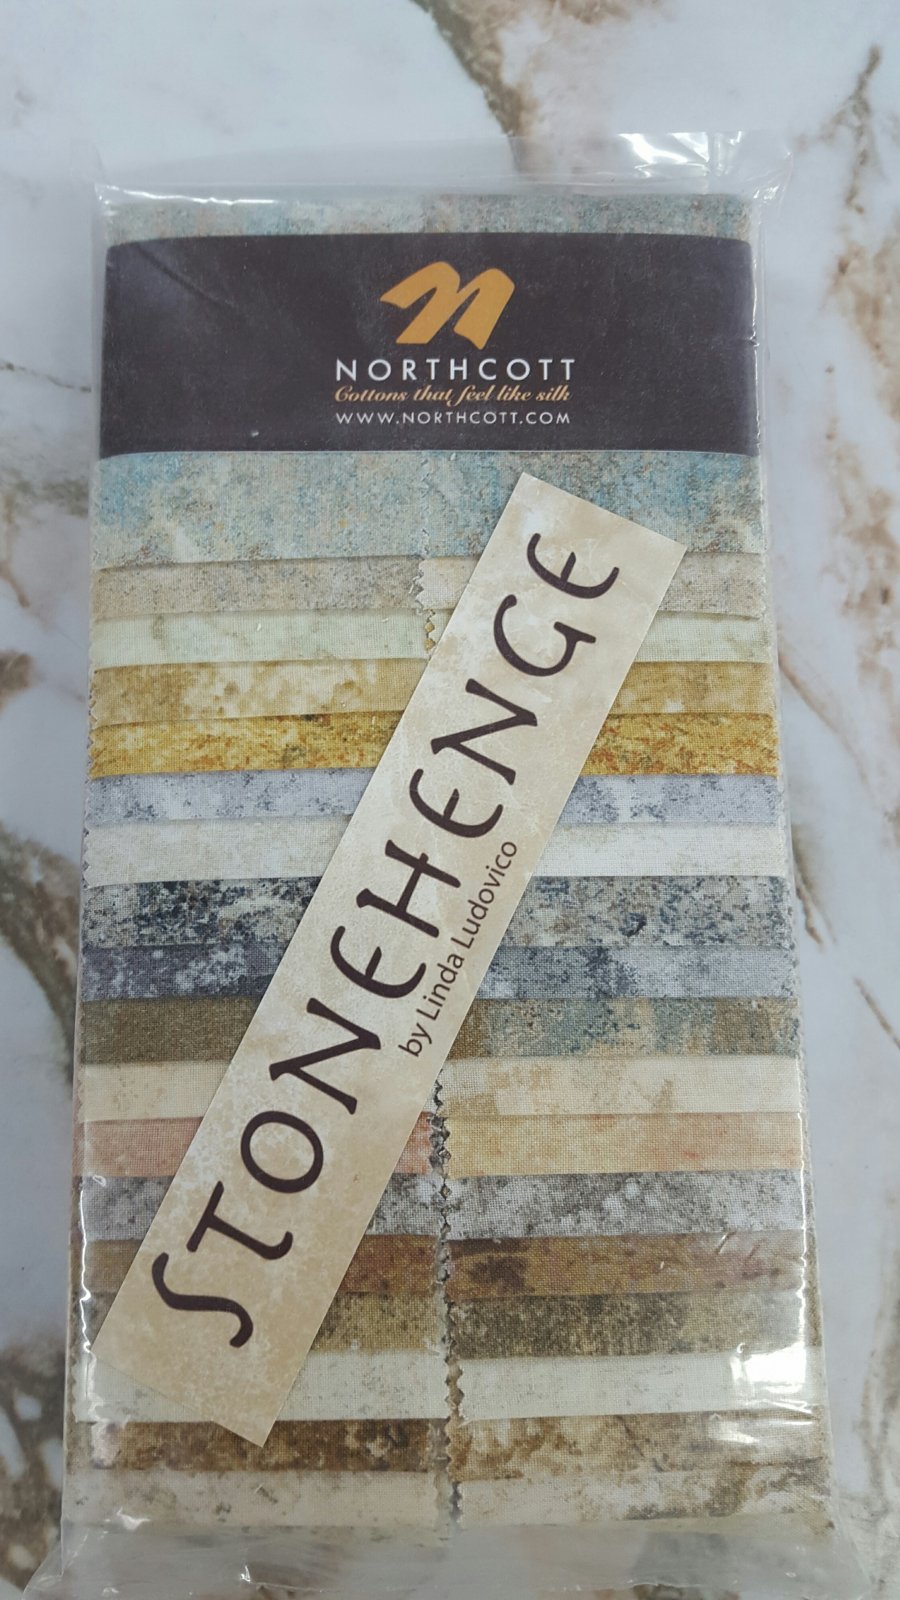 NORTHCOTT
Cottons that feel like silk
WWW.NORTHCOTT.COM
STONEHENGE
by Linda Ludovico